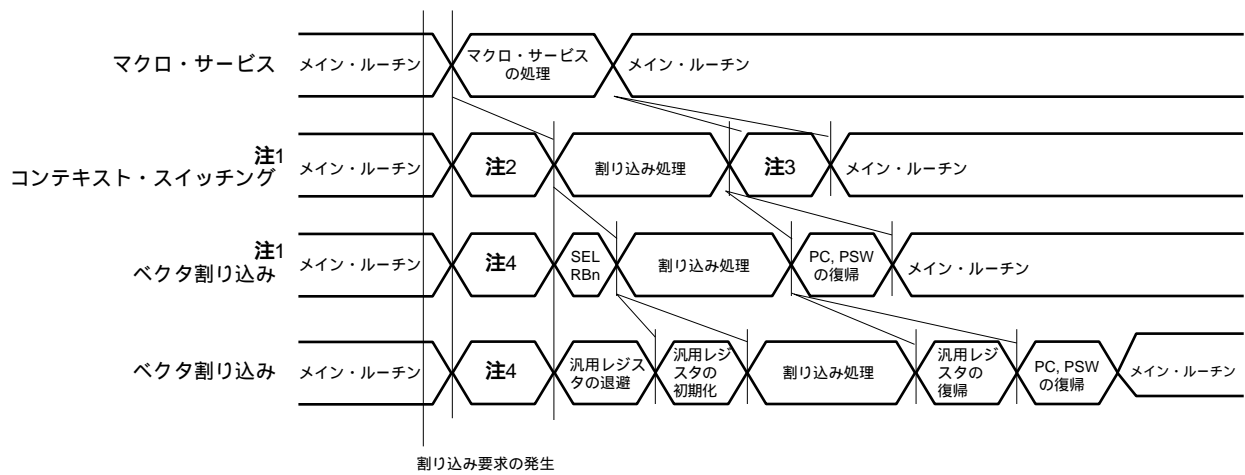 マクロ・サービス
メイン・ルーチン
マクロ・サービス
の処理
メイン・ルーチン
注1
コンテキスト・スイッチング
メイン・ルーチン
注2
割り込み処理
注3
メイン・ルーチン
注1
ベクタ割り込み
メイン・ルーチン
注4
SEL
RBn
割り込み処理
PC, PSW
の復帰
メイン・ルーチン
ベクタ割り込み
メイン・ルーチン
注4
汎用レジス
タの退避
汎用レジ
スタの
初期化
割り込み処理
汎用レジ
スタの
復帰
PC, PSW
の復帰
メイン・ルーチン
割り込み要求の発生